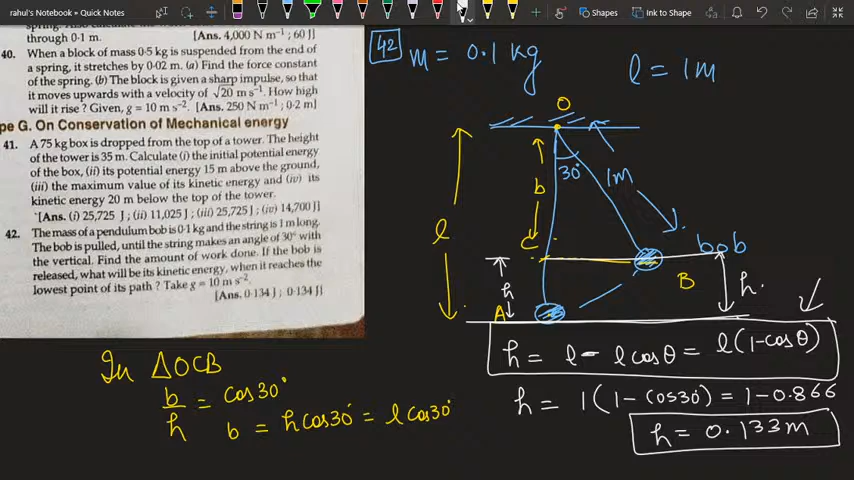 rahul's Notebook » Quick Notes
Shapes
Ink to Shape
through 0·1 m. [Ans. 4,000 N m⁻¹ ; 60 J]
40. When a block of mass 0·5 kg is suspended from the end of
a spring, it stretches by 0·02 m. (a) Find the force constant
of the spring. (b) The block is given a sharp impulse, so that
it moves upwards with a velocity of √20 m s⁻¹. How high
will it rise ? Given, g = 10 m s⁻². [Ans. 250 N m⁻¹ ; 0·2 m]
pe G. On Conservation of Mechanical energy
41. A 75 kg box is dropped from the top of a tower. The height
of the tower is 35 m. Calculate (i) the initial potential energy
of the box, (ii) its potential energy 15 m above the ground,
(iii) the maximum value of its kinetic energy and (iv) its
kinetic energy 20 m below the top of the tower.
[Ans. (i) 25,725 J ; (ii) 11,025 J ; (iii) 25,725 J ; (iv) 14,700 J]
42. The mass of a pendulum bob is 0·1 kg and the string is 1 m long.
The bob is pulled, until the string makes an angle of 30° with
the vertical. Find the amount of work done. If the bob is
released, what will be its kinetic energy, when it reaches the
lowest point of its path ? Take g = 10 m s⁻².
[Ans. 0·134 J ; 0·134 J]
42 m = 0.1 kg
l = 1m
O
30°
1m
b
l
C
bob
h
B
h.
A
h = l - l cosθ = l(1-cosθ)
h = 1(1-cos30°) = 1-0.866
h = 0.133m
In △OCB
b/h = cos30°
b = h cos30° = l cos30°